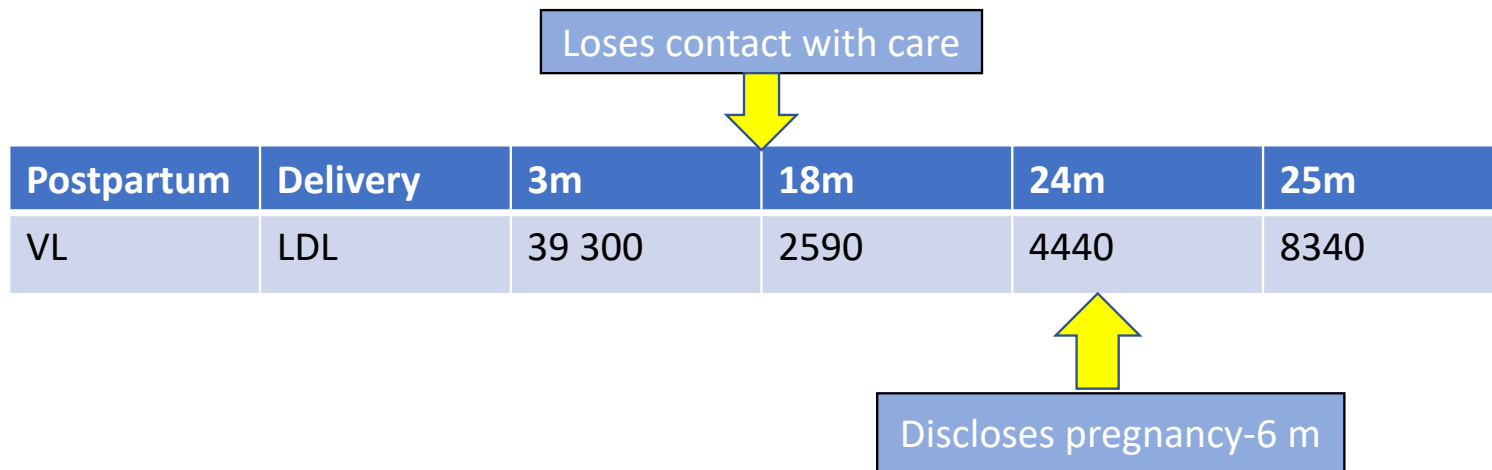 Loses contact with care
Postpartum Delivery 3m 18m 24m 25m
VL LDL 39 300 2590 4440 8340
Discloses pregnancy-6 m